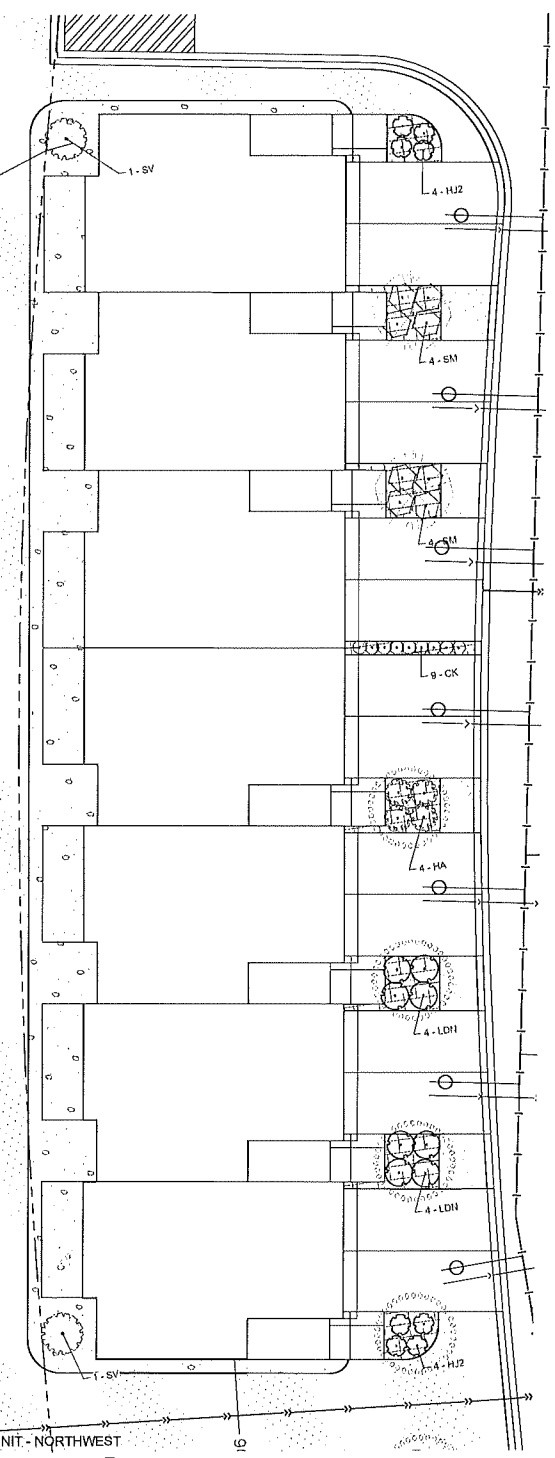 1 - SV
4 - HJ2
4 - SM
4 - SM
9 - CK
4 - HA
4 - LDN
4 - LDN
4 - HJ2
1 - SV
NIT - NORTHWEST